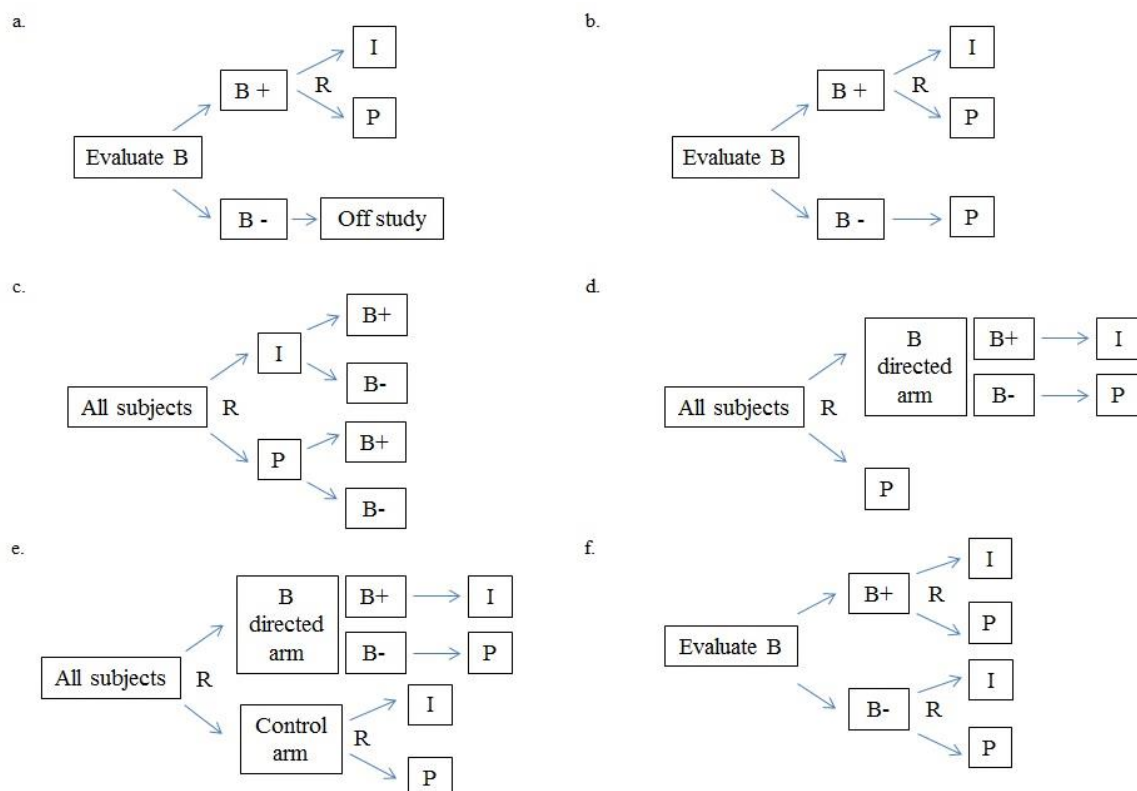 a.
I
B +
R
P
Evaluate B
B -
Off study
b.
I
B +
R
P
Evaluate B
B -
P
c.
B+
I
B-
All subjects
R
B+
P
B-
d.
B
directed
arm
B+
I
B-
P
All subjects
R
P
e.
B
directed
arm
B+
I
B-
P
All subjects
R
I
Control
arm
R
P
f.
I
B+
R
P
Evaluate B
I
B-
R
P